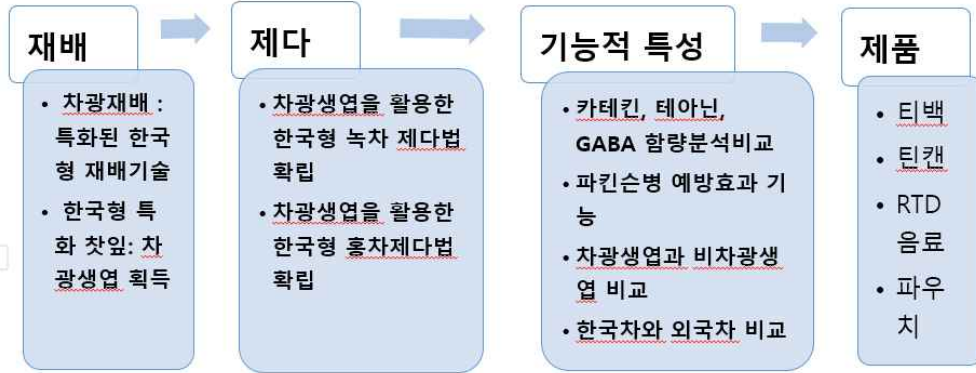 재배
• 차광재배 :
특화된 한국
형 재배기술
• 한국형 특
화 찻잎: 차
광생엽 획득
제다
• 차광생엽을 활용한
한국형 녹차 제다법
확립
• 차광생엽을 활용한
한국형 홍차제다법
확립
기능적 특성
• 카테킨, 테아닌,
GABA 함량분석비교
• 파킨슨병 예방효과 기
능
• 차광생엽과 비차광생
엽 비교
• 한국차와 외국차 비교
제품
• 티백
• 틴캔
• RTD
음료
• 파우
치